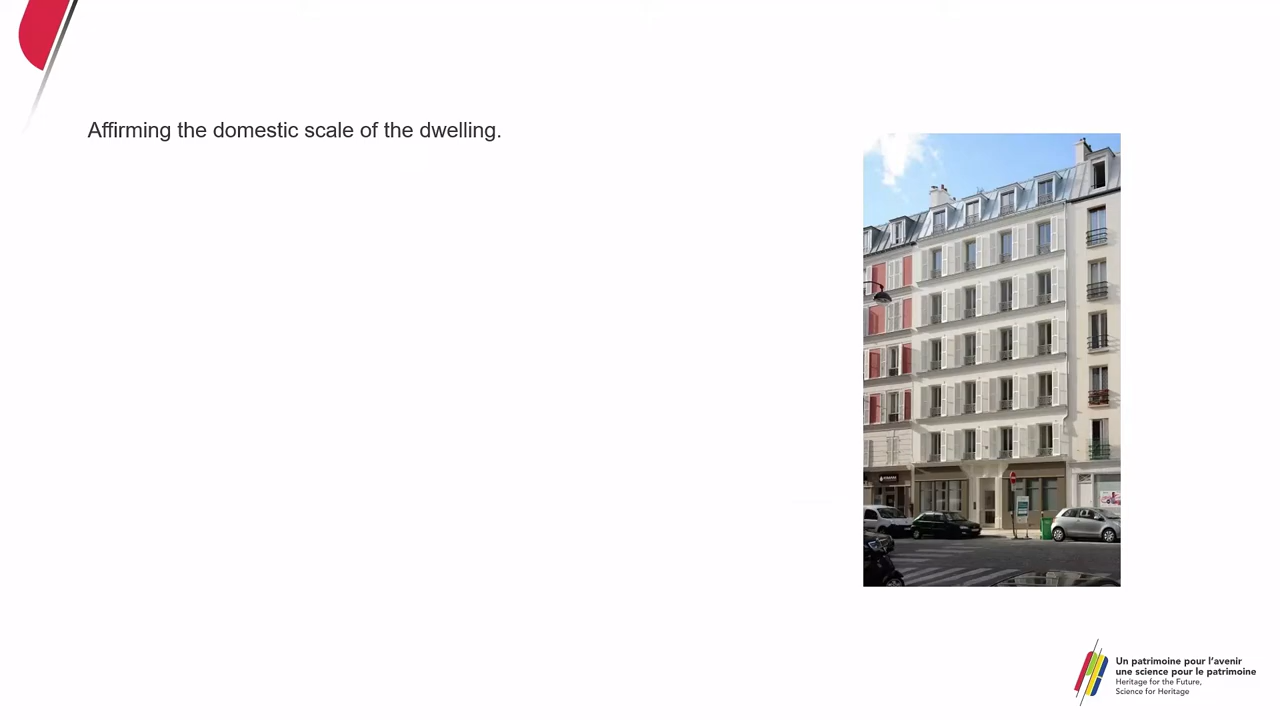 Affirming the domestic scale of the dwelling.
Un patrimoine pour l'avenir
une science pour le patrimoine
Heritage for the Future,
Science for Heritage